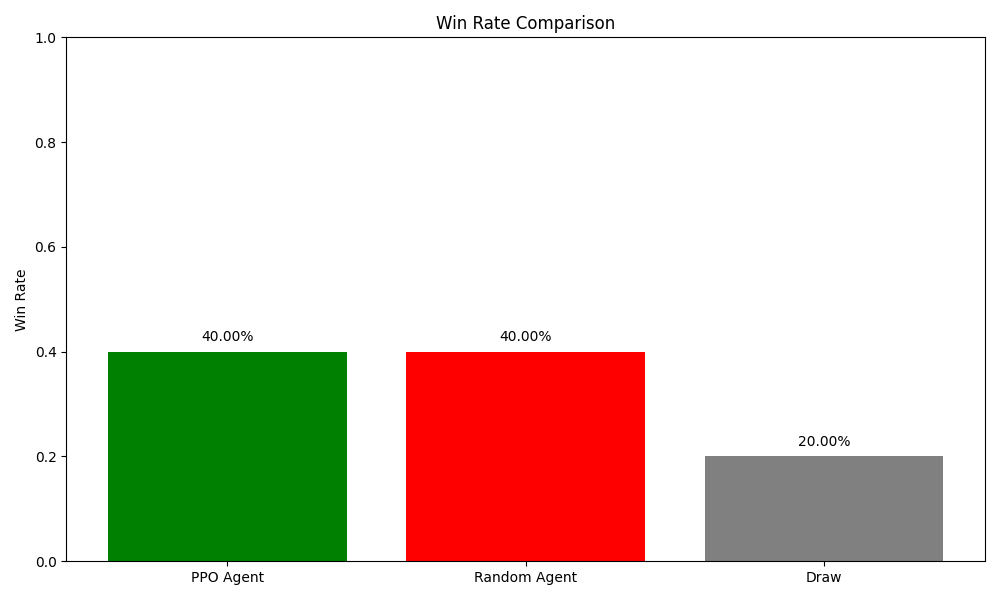 Win Rate Comparison
1.0
0.8
0.6
0.4
0.2
0.0
Win Rate
40.00%
40.00%
20.00%
PPO Agent
Random Agent
Draw